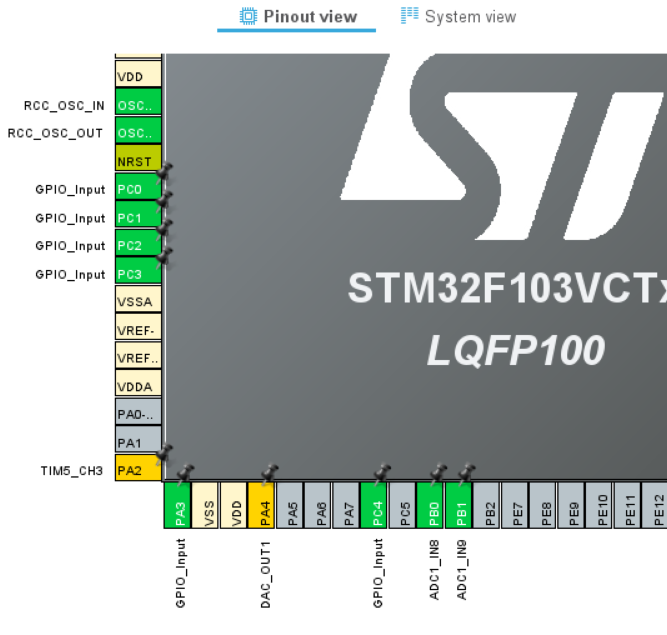 Pinout view
System view
VDD
RCC_OSC_IN OSC..
RCC_OSC_OUT OSC..
NRST
GPIO_Input PC0
GPIO_Input PC1
GPIO_Input PC2
GPIO_Input PC3
VSSA
VREF-
VREF..
VDDA
PA0-..
PA1
TIM5_CH3 PA2
STM32F103VCTx
LQFP100
PA3
VSS
VDD
PA4
PA5
PA6
PA7
PC4
PC5
PB0
PB1
PB2
PE7
PE8
PE9
PE10
PE11
PE12
GPIO_Input
DAC_OUT1
GPIO_Input
ADC1_IN8
ADC1_IN9